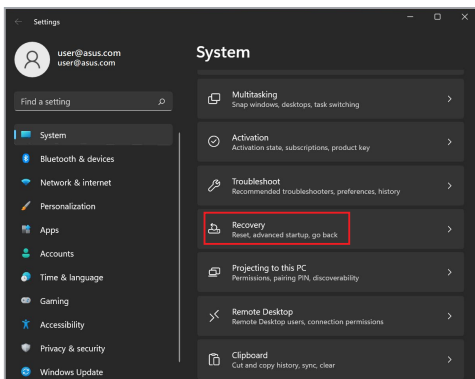 Settings
user@asus.com
user@asus.com
Find a setting
System
Bluetooth & devices
Network & internet
Personalization
Apps
Accounts
Time & language
Gaming
Accessibility
Privacy & security
Windows Update
System
Multitasking
Snap windows, desktops, task switching
Activation
Activation state, subscriptions, product key
Troubleshoot
Recommended troubleshooters, preferences, history
Recovery
Reset, advanced startup, go back
Projecting to this PC
Permissions, pairing PIN, discoverability
Remote Desktop
Remote Desktop users, connection permissions
Clipboard
Cut and copy history, sync, clear